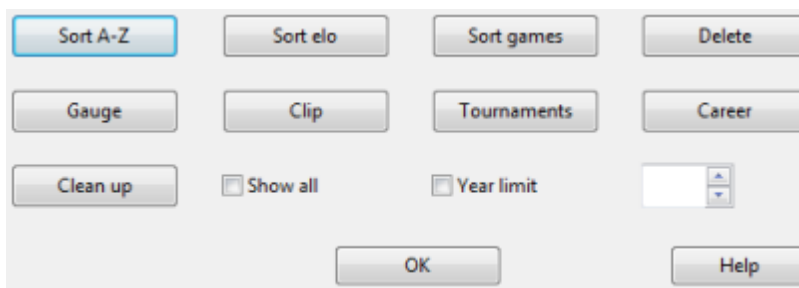 Sort A-Z Sort elo Sort games Delete
Gauge Clip Tournaments Career
Clean up Show all Year limit
OK Help